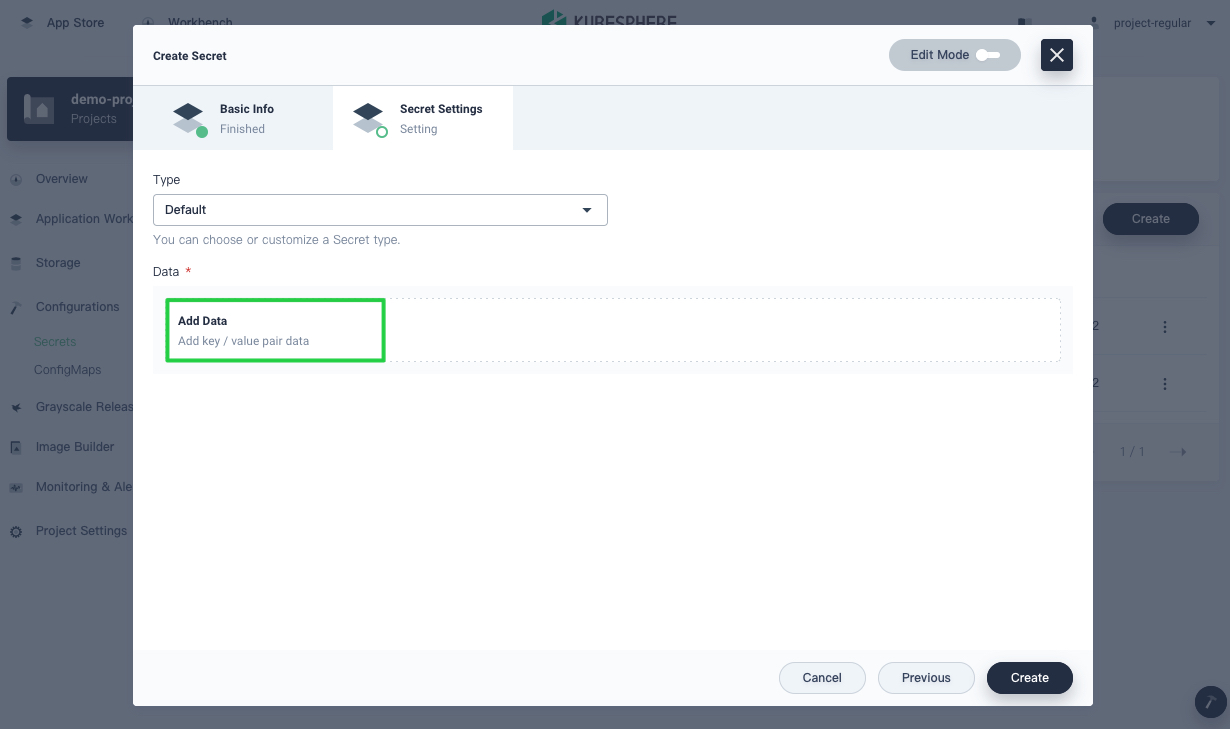 App Store
Workbench
KUBESPHERE
project-regular
Create Secret
Edit Mode
demo-proj
Projects
Basic Info
Finished
Secret Settings
Setting
Overview
Application Work
Storage
Configurations
Secrets
ConfigMaps
Grayscale Releas
Image Builder
Monitoring & Ale
Project Settings
Type
Default
You can choose or customize a Secret type.
Data *
Add Data
Add key / value pair data
Create
2
2
1 / 1
Cancel
Previous
Create